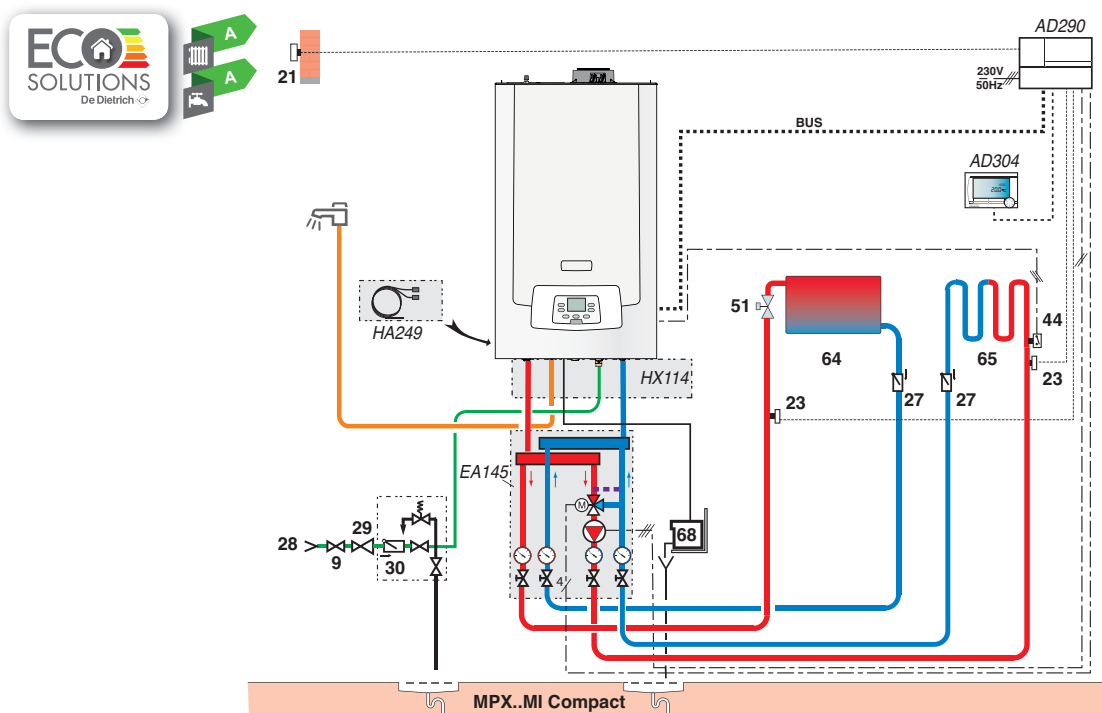 ECO
SOLUTIONS
De Dietrich
A
A
21
AD290
230V
50Hz
BUS
AD304
HA249
HX114
51
64
65
44
23
27
27
23
EA145
M
28
9
29
30
4
68
MPX..MI Compact